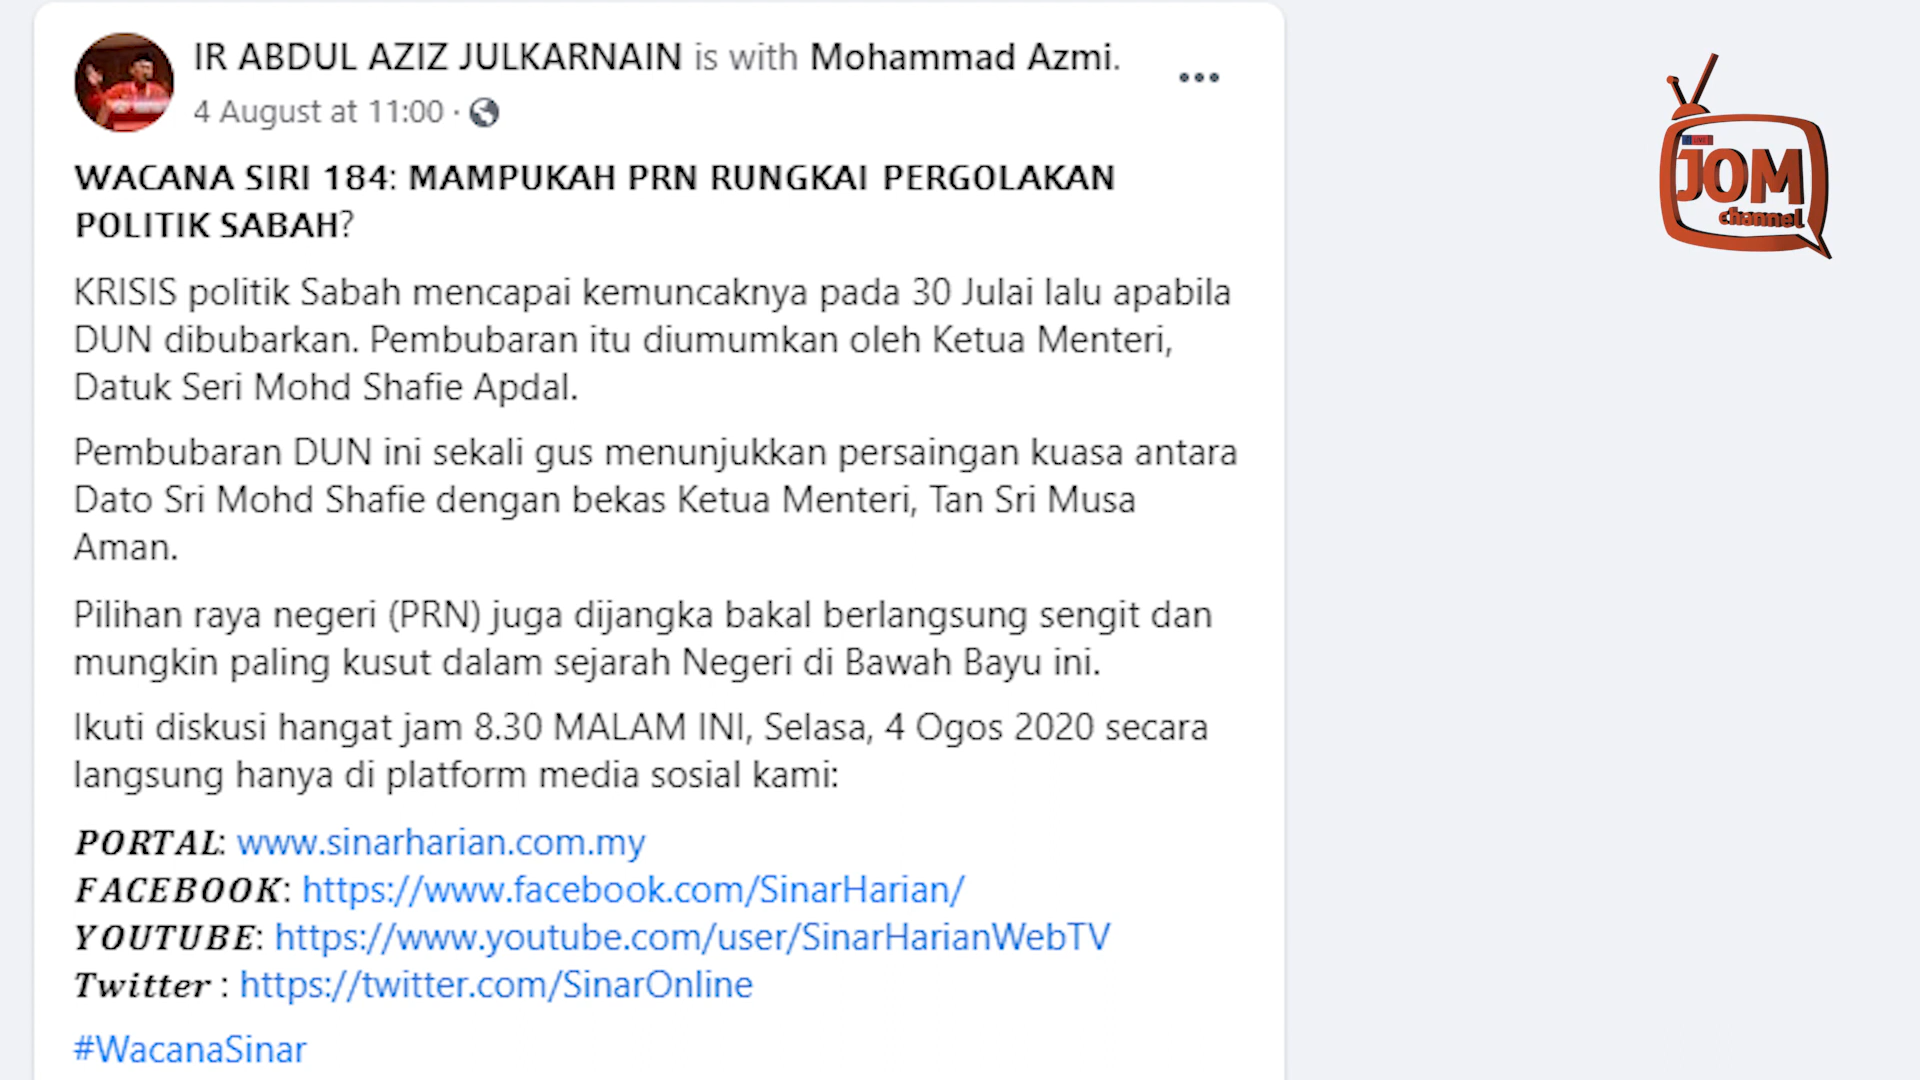 IR ABDUL AZIZ JULKARNAIN is with Mohammad Azmi.
4 August at 11:00 ·
WACANA SIRI 184: MAMPUKAH PRN RUNGKAI PERGOLAKAN
POLITIK SABAH?
KRISIS politik Sabah mencapai kemuncaknya pada 30 Julai lalu apabila
DUN dibubarkan. Pembubaran itu diumumkan oleh Ketua Menteri,
Datuk Seri Mohd Shafie Apdal.
Pembubaran DUN ini sekali gus menunjukkan persaingan kuasa antara
Dato Sri Mohd Shafie dengan bekas Ketua Menteri, Tan Sri Musa
Aman.
Pilihan raya negeri (PRN) juga dijangka bakal berlangsung sengit dan
mungkin paling kusut dalam sejarah Negeri di Bawah Bayu ini.
Ikuti diskusi hangat jam 8.30 MALAM INI, Selasa, 4 Ogos 2020 secara
langsung hanya di platform media sosial kami:
PORTAL: www.sinarharian.com.my
FACEBOOK: https://www.facebook.com/SinarHarian/
YOUTUBE: https://www.youtube.com/user/SinarHarianWebTV
Twitter : https://twitter.com/SinarOnline
#WacanaSinar
JOM
channel